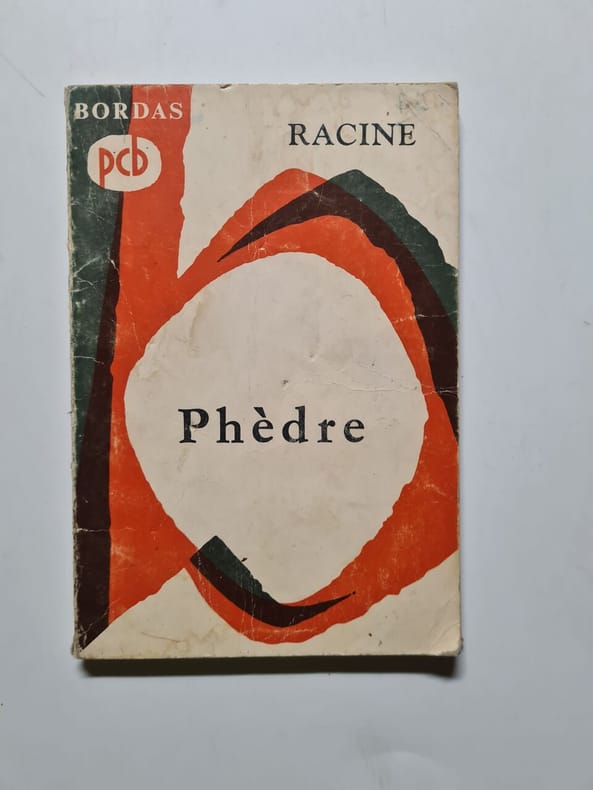 BORDAS
pcb
RACINE
Phèdre